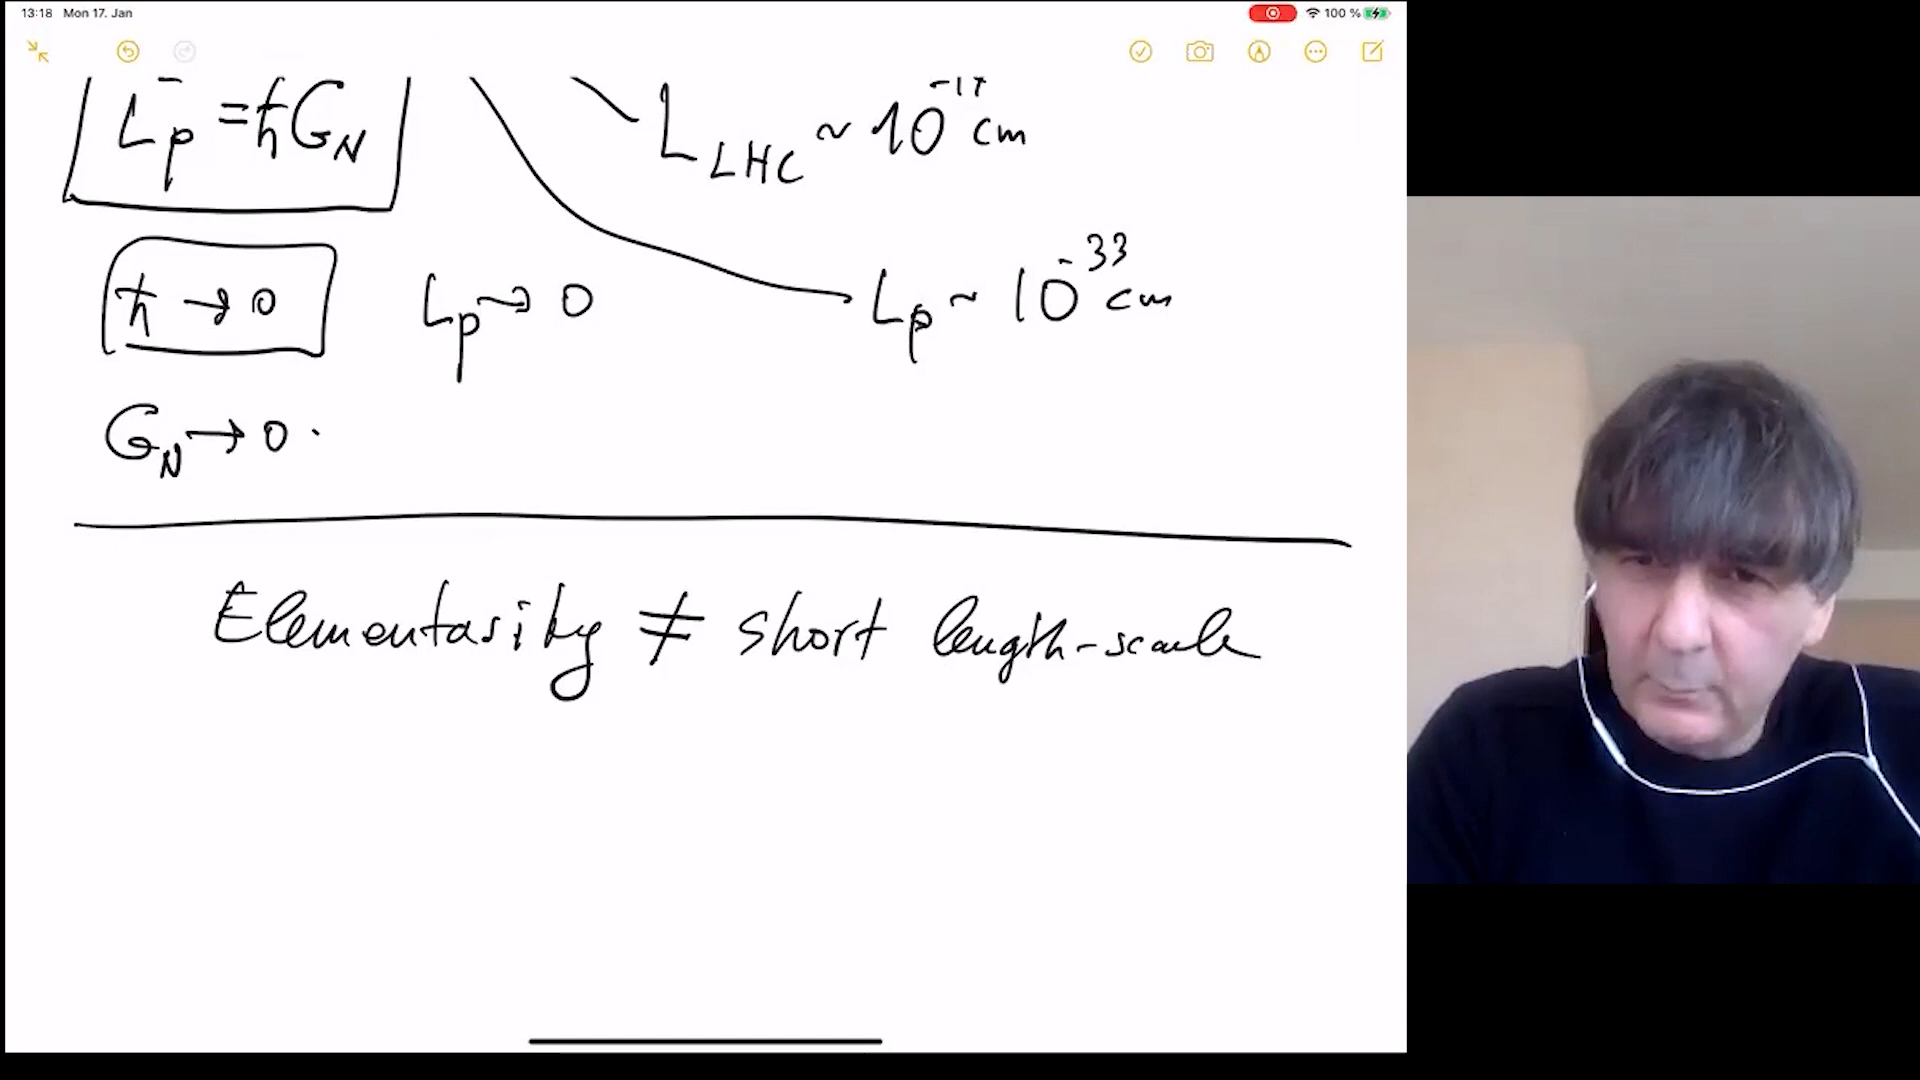 13:18 Mon 17. Jan 100 %
L_p = ħG_N
L_LHC ~ 10^-17 cm
ħ → 0 L_p → 0 L_p ~ 10^-33 cm
G_N → 0 .
Elementarity ≠ short length-scale